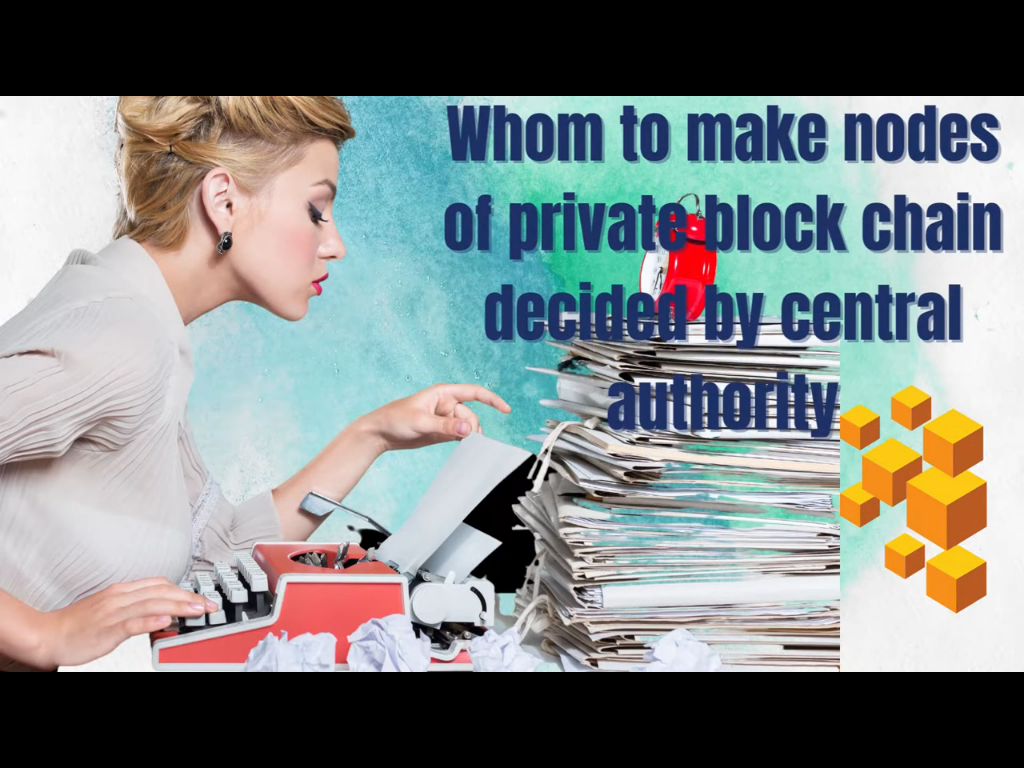 Whom to make nodes
of private block chain
decided by central
authority